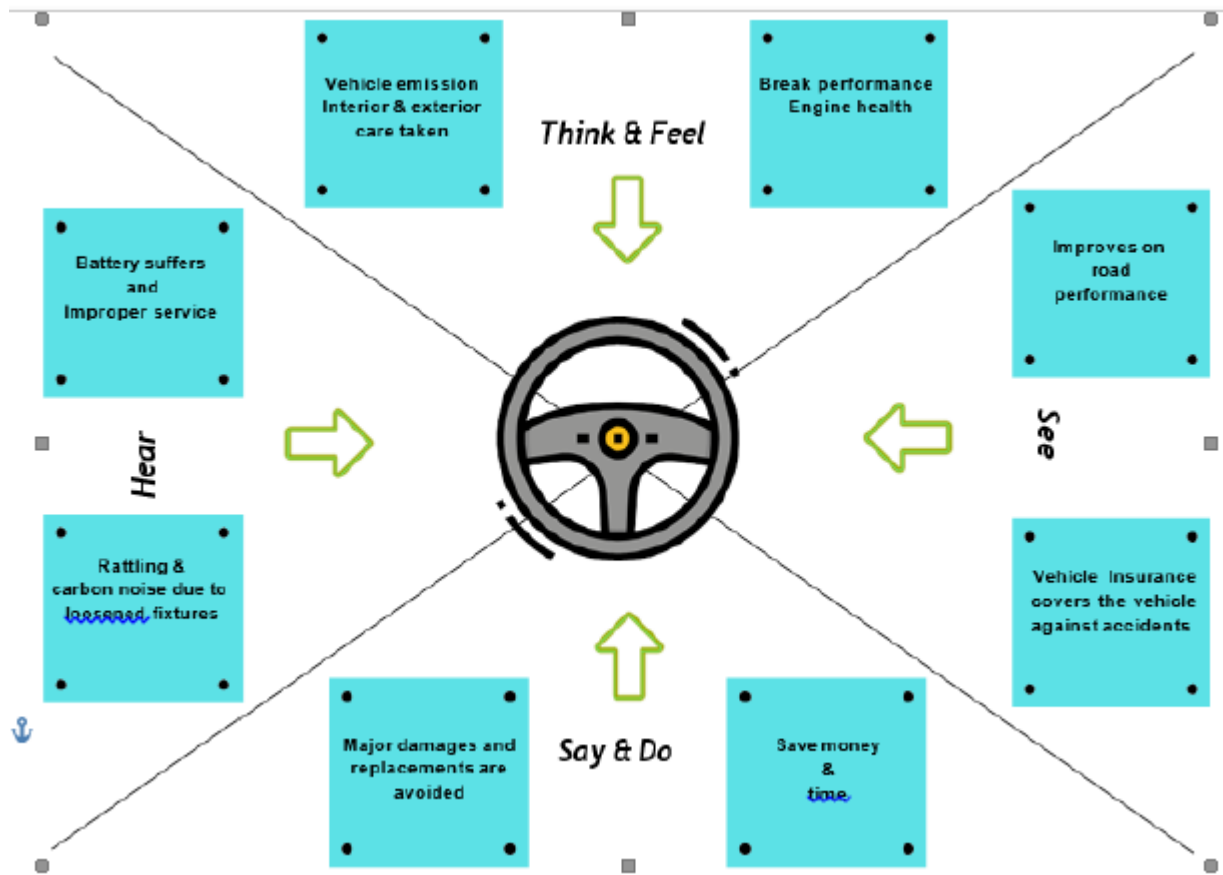 Vehicle emission
Interior & exterior
care taken
Think & Feel
Break performance
Engine health
Battery suffers
and
Improper service
Improves on
road
performance
Hear
See
Rattling &
carbon noise due to
loosened fixtures
Vehicle Insurance
covers the vehicle
against accidents
Major damages and
replacements are
avoided
Say & Do
Save money
&
time